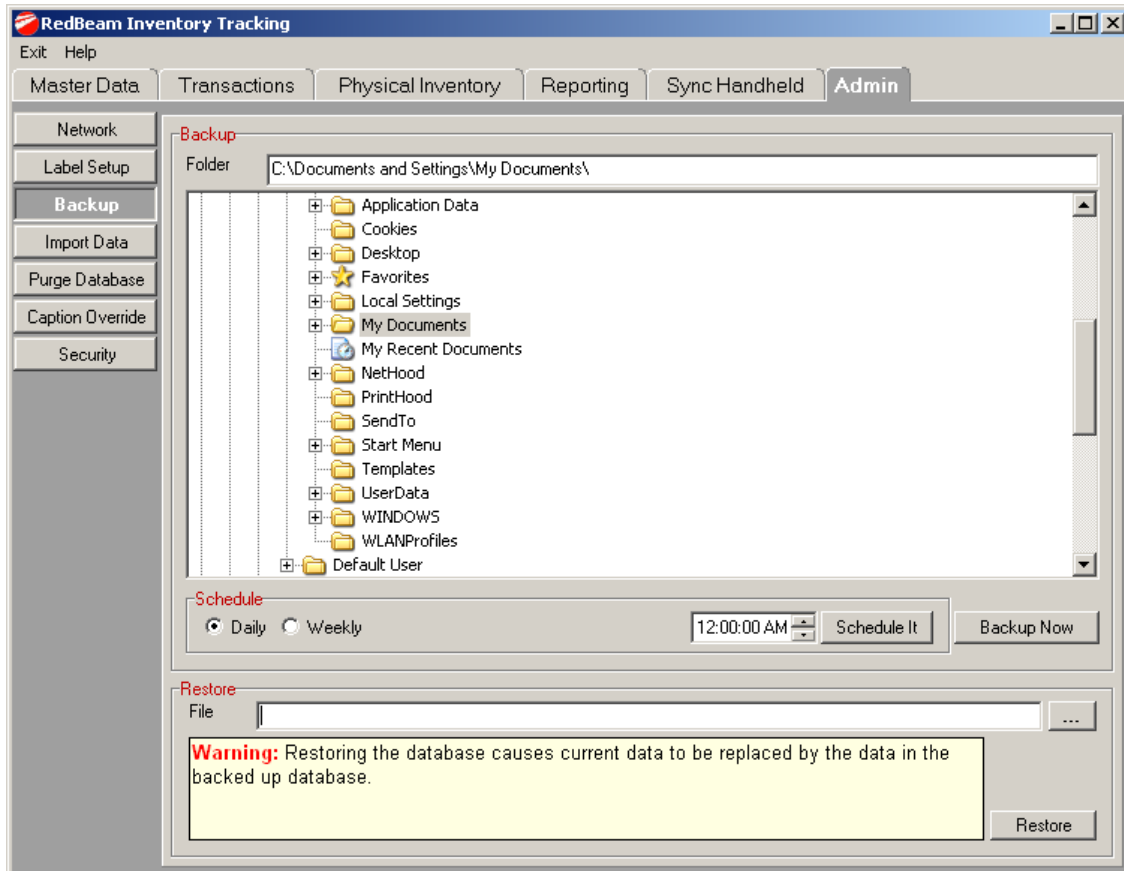 RedBeam Inventory Tracking
Exit Help
Master Data Transactions Physical Inventory Reporting Sync Handheld Admin
Network
Label Setup
Backup
Import Data
Purge Database
Caption Override
Security
Backup
Folder C:\Documents and Settings\My Documents\
Application Data
Cookies
Desktop
Favorites
Local Settings
My Documents
My Recent Documents
NetHood
PrintHood
SendTo
Start Menu
Templates
UserData
WINDOWS
WLANProfiles
Default User
Schedule
Daily Weekly 12:00:00 AM Schedule It Backup Now
Restore
File ...
Warning: Restoring the database causes current data to be replaced by the data in the
backed up database.
Restore